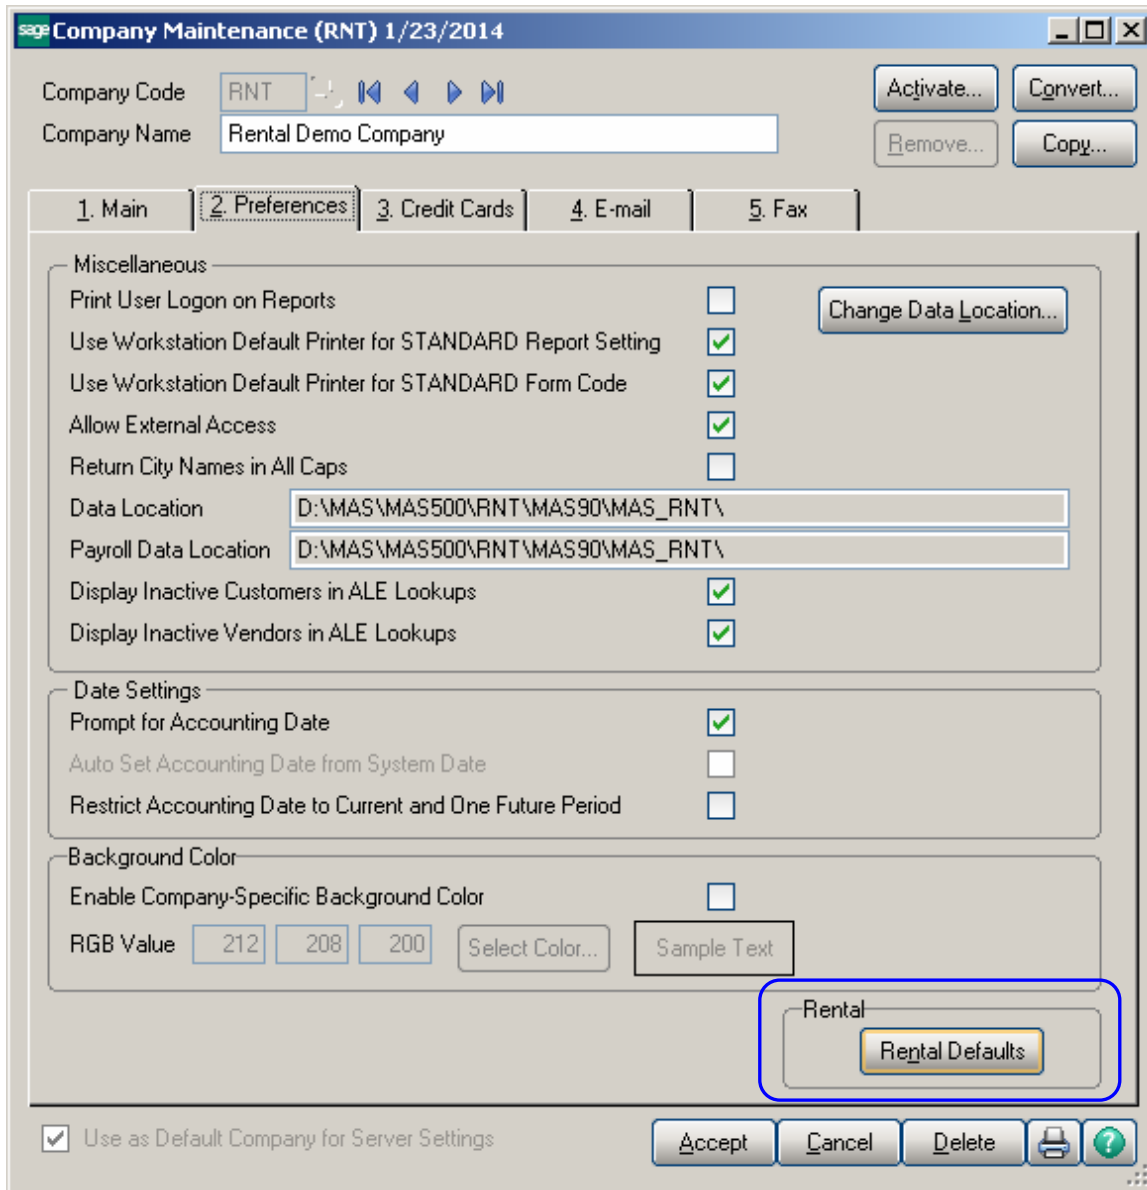 sage Company Maintenance (RNT) 1/23/2014
Company Code RNT Activate... Convert...
Company Name Rental Demo Company Remove... Copy...
1. Main 2. Preferences 3. Credit Cards 4. E-mail 5. Fax
Miscellaneous
Print User Logon on Reports Change Data Location...
Use Workstation Default Printer for STANDARD Report Setting
Use Workstation Default Printer for STANDARD Form Code
Allow External Access
Return City Names in All Caps
Data Location D:\MAS\MAS500\RNT\MAS90\MAS_RNT\
Payroll Data Location D:\MAS\MAS500\RNT\MAS90\MAS_RNT\
Display Inactive Customers in ALE Lookups
Display Inactive Vendors in ALE Lookups
Date Settings
Prompt for Accounting Date
Auto Set Accounting Date from System Date
Restrict Accounting Date to Current and One Future Period
Background Color
Enable Company-Specific Background Color
RGB Value 212 208 200 Select Color... Sample Text
Rental
Rental Defaults
Use as Default Company for Server Settings Accept Cancel Delete ?